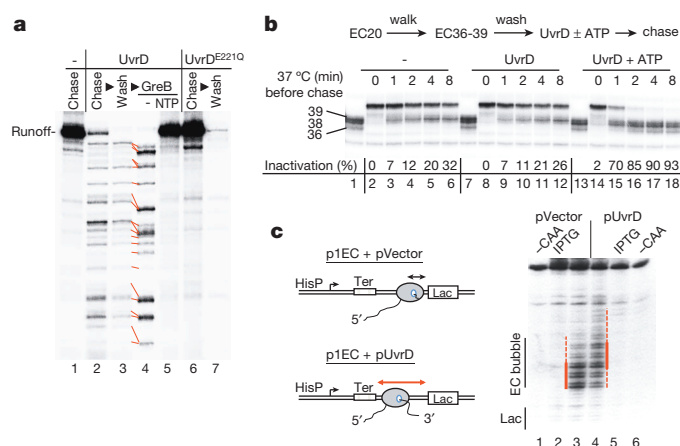 a
- UvrD UvrD^E221Q
Chase Chase Wash GreB - NTP Chase Wash
Runoff-
1 2 3 4 5 6 7
b
walk wash
EC20 EC36-39 UvrD ± ATP chase
- UvrD UvrD + ATP
37 ºC (min) 0 1 2 4 8 0 1 2 4 8 0 1 2 4 8
before chase
39
38
36
Inactivation (%) 0 7 12 20 32 0 7 11 21 26 2 70 85 90 93
1 2 3 4 5 6 7 8 9 10 11 12 13 14 15 16 17 18
c
p1EC + pVector
HisP Ter Lac
5′
p1EC + pUvrD
HisP Ter Lac
5′ 3′
pVector pUvrD
–CAA IPTG IPTG –CAA
EC bubble
Lac
1 2 3 4 5 6